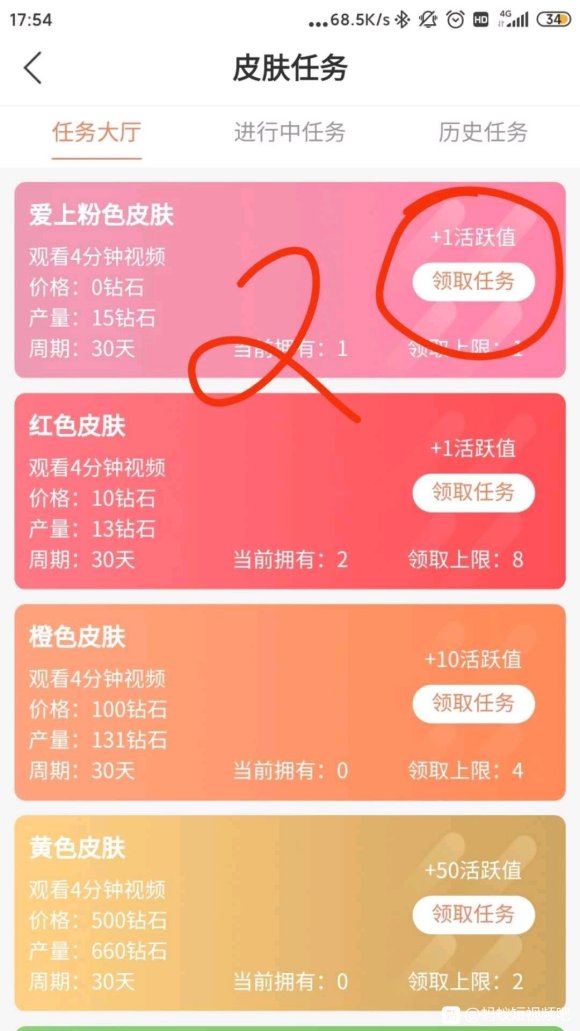 17:54
68.5K/s
4G
HD
34
皮肤任务
任务大厅 进行中任务 历史任务
爱上粉色皮肤
+1活跃值
观看4分钟视频
领取任务
价格：0钻石
产量：15钻石
周期：30天 当前拥有：1 领取上限：1
2
红色皮肤
+1活跃值
观看4分钟视频
领取任务
价格：10钻石
产量：13钻石
周期：30天 当前拥有：2 领取上限：8
橙色皮肤
+10活跃值
观看4分钟视频
领取任务
价格：100钻石
产量：131钻石
周期：30天 当前拥有：0 领取上限：4
黄色皮肤
+50活跃值
观看4分钟视频
领取任务
价格：500钻石
产量：660钻石
周期：30天 当前拥有：0 领取上限：2
@蚂蚁短视频吧